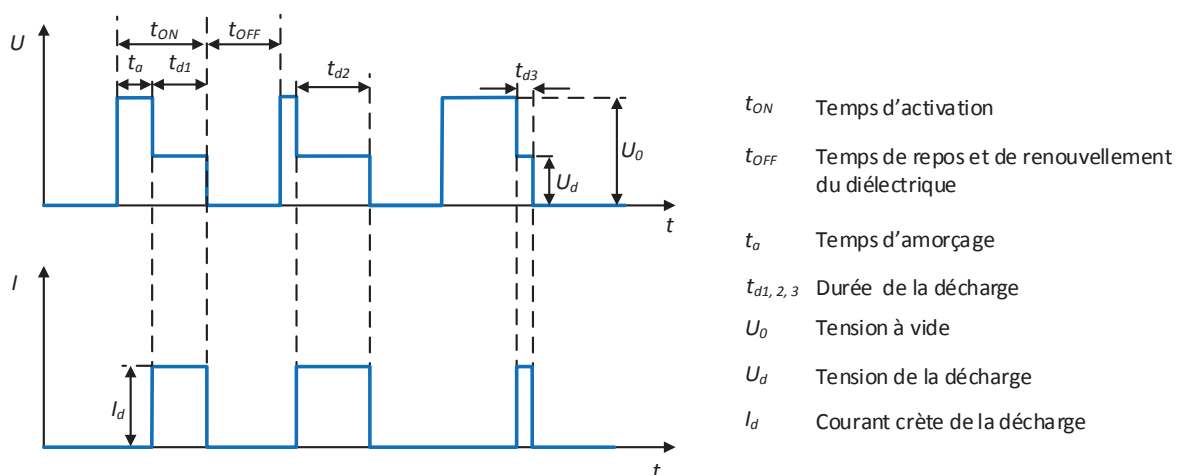 tON tOFF
U
ta td1 td2 td3
U0
Ud
t
I
Id
t
tON Temps d'activation
tOFF Temps de repos et de renouvellement
du diélectrique
ta Temps d'amorçage
td1, 2, 3 Durée de la décharge
U0 Tension à vide
Ud Tension de la décharge
Id Courant crète de la décharge